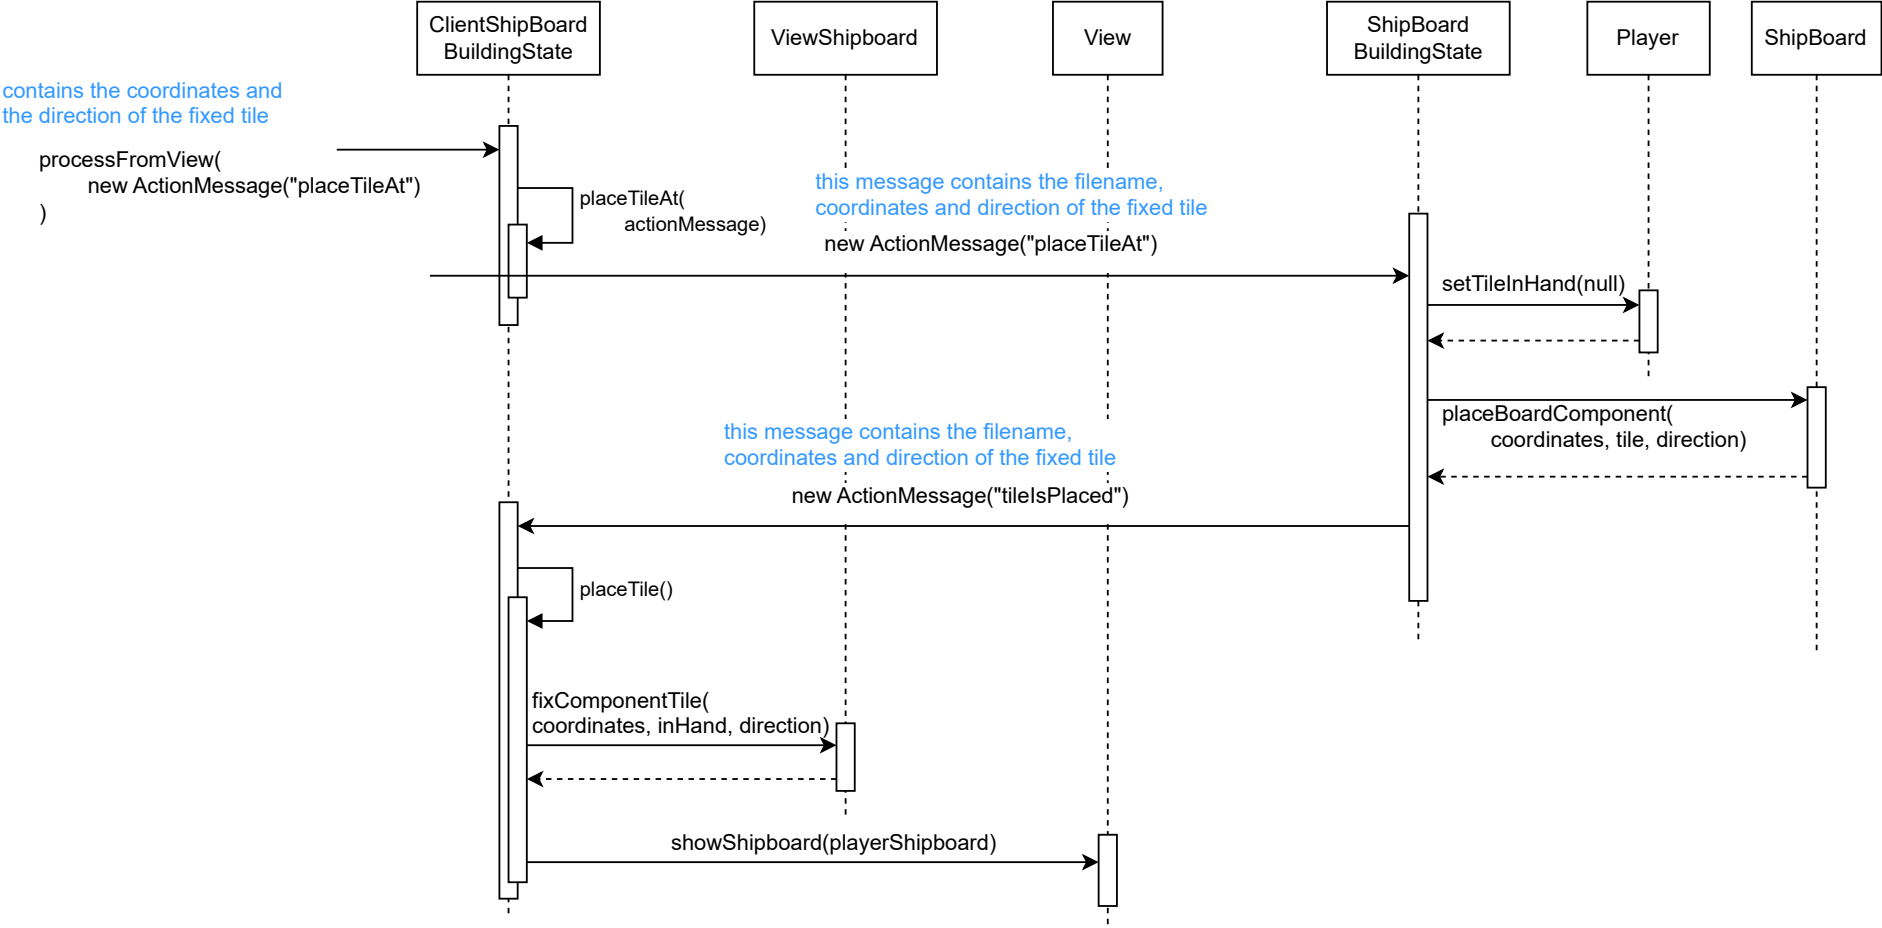 ClientShipBoard
BuildingState
ViewShipboard
View
ShipBoard
BuildingState
Player
ShipBoard
contains the coordinates and
the direction of the fixed tile
processFromView(
new ActionMessage("placeTileAt")
)
placeTileAt(
actionMessage)
this message contains the filename,
coordinates and direction of the fixed tile
new ActionMessage("placeTileAt")
setTileInHand(null)
placeBoardComponent(
coordinates, tile, direction)
this message contains the filename,
coordinates and direction of the fixed tile
new ActionMessage("tileIsPlaced")
placeTile()
fixComponentTile(
coordinates, inHand, direction)
showShipboard(playerShipboard)